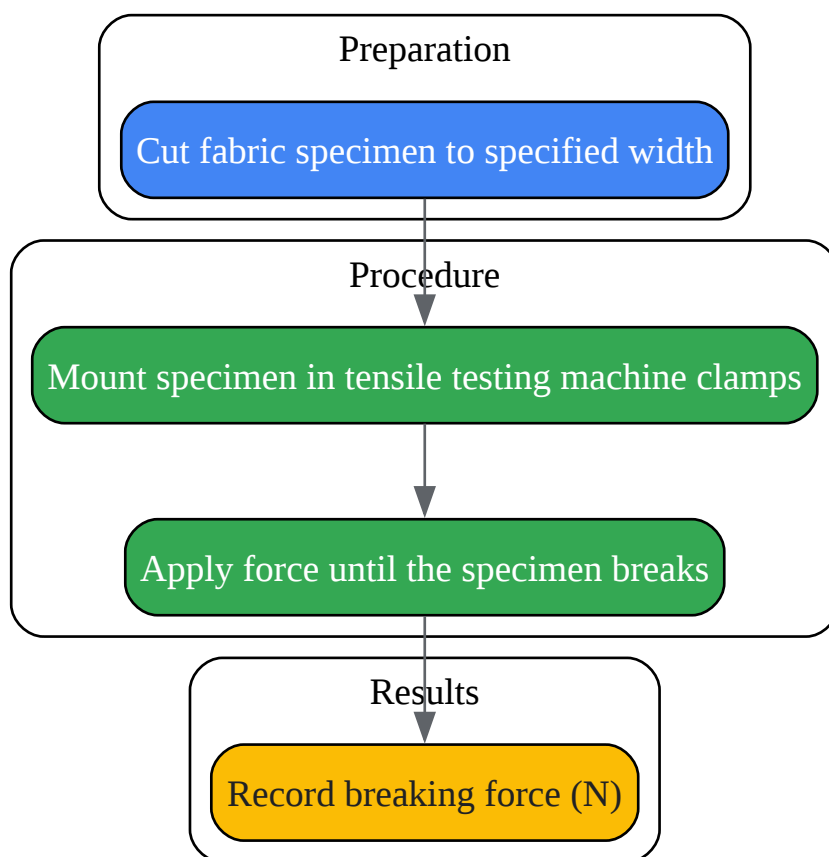 Preparation
Cut fabric specimen to specified width
Procedure
Mount specimen in tensile testing machine clamps
Apply force until the specimen breaks
Results
Record breaking force (N)